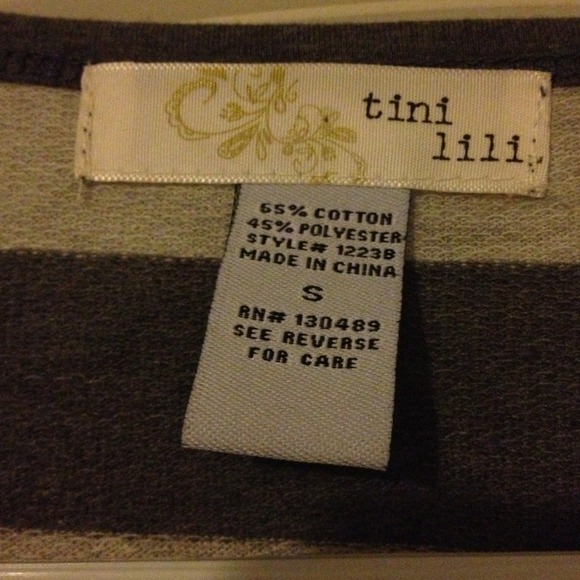 tini
lili
65% COTTON
45% POLYESTER
STYLE# 1223B
MADE IN CHINA
S
RN# 130489
SEE REVERSE
FOR CARE